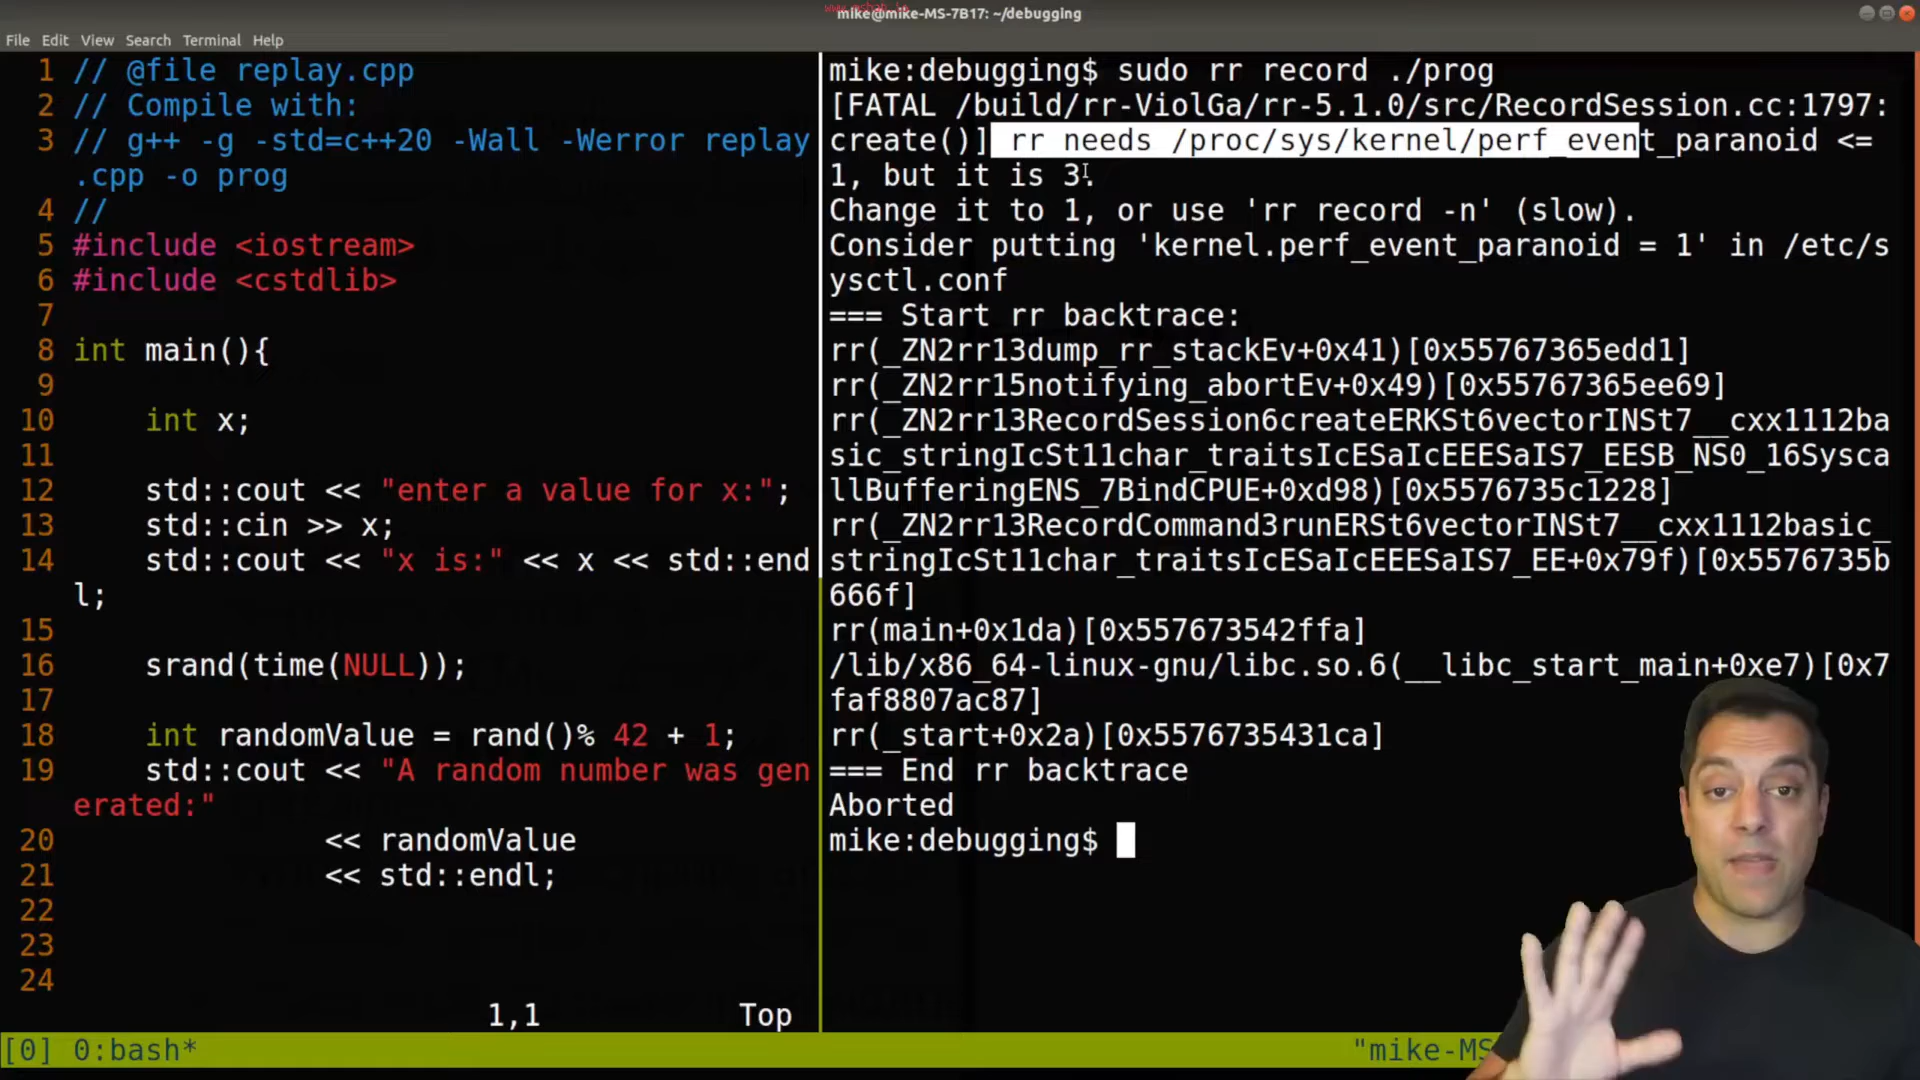 www.mshah.io
mike@mike-MS-7B17: ~/debugging
File Edit View Search Terminal Help
1 // @file replay.cpp
2 // Compile with:
3 // g++ -g -std=c++20 -Wall -Werror replay
.cpp -o prog
4 //
5 #include <iostream>
6 #include <cstdlib>
7
8 int main(){
9
10 int x;
11
12 std::cout << "enter a value for x:";
13 std::cin >> x;
14 std::cout << "x is:" << x << std::end
l;
15
16 srand(time(NULL));
17
18 int randomValue = rand()% 42 + 1;
19 std::cout << "A random number was gen
erated:"
20 << randomValue
21 << std::endl;
22
23
24
1,1 Top
mike:debugging$ sudo rr record ./prog
[FATAL /build/rr-ViolGa/rr-5.1.0/src/RecordSession.cc:1797:
create()] rr needs /proc/sys/kernel/perf_event_paranoid <=
1, but it is 3.
Change it to 1, or use 'rr record -n' (slow).
Consider putting 'kernel.perf_event_paranoid = 1' in /etc/s
ysctl.conf
=== Start rr backtrace:
rr(_ZN2rr13dump_rr_stackEv+0x41)[0x55767365edd1]
rr(_ZN2rr15notifying_abortEv+0x49)[0x55767365ee69]
rr(_ZN2rr13RecordSession6createERKSt6vectorINSt7__cxx1112ba
sic_stringIcSt11char_traitsIcESaIcEEESaIS7_EESB_NS0_16Sysca
llBufferingENS_7BindCPUE+0xd98)[0x5576735c1228]
rr(_ZN2rr13RecordCommand3runERSt6vectorINSt7__cxx1112basic_
stringIcSt11char_traitsIcESaIcEEESaIS7_EE+0x79f)[0x5576735b
666f]
rr(main+0x1da)[0x557673542ffa]
/lib/x86_64-linux-gnu/libc.so.6(__libc_start_main+0xe7)[0x7
faf8807ac87]
rr(_start+0x2a)[0x5576735431ca]
=== End rr backtrace
Aborted
mike:debugging$
[0] 0:bash* "mike-MS